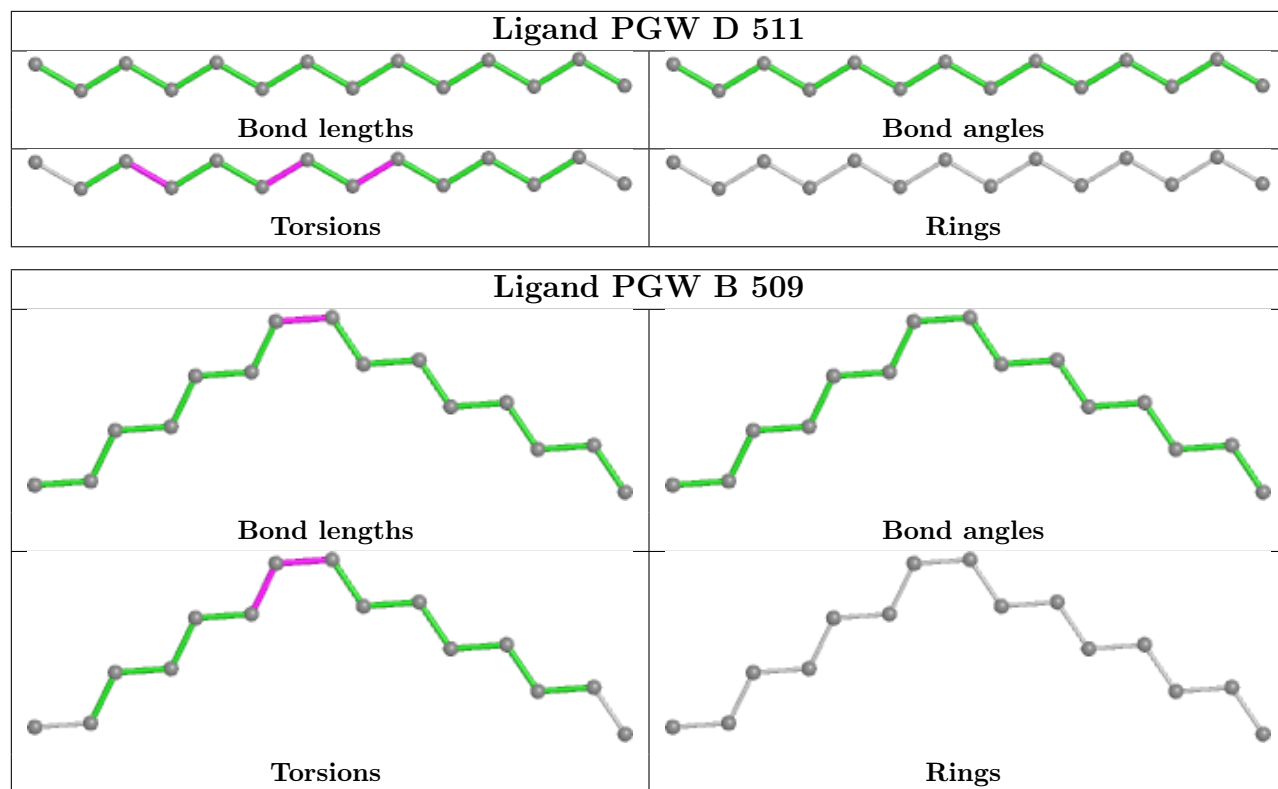 Ligand PGW D 511
Bond lengths
Bond angles
Torsions
Rings
Ligand PGW B 509
Bond lengths
Bond angles
Torsions
Rings